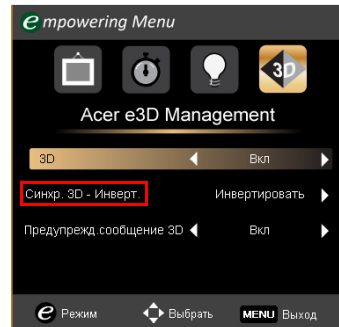 e mpowering Menu
3D
Acer e3D Management
3D Вкл
Синхр. 3D - Инверт. Инвертировать
Предупрежд.сообщение 3D Вкл
e Режим Выбрать MENU Выход